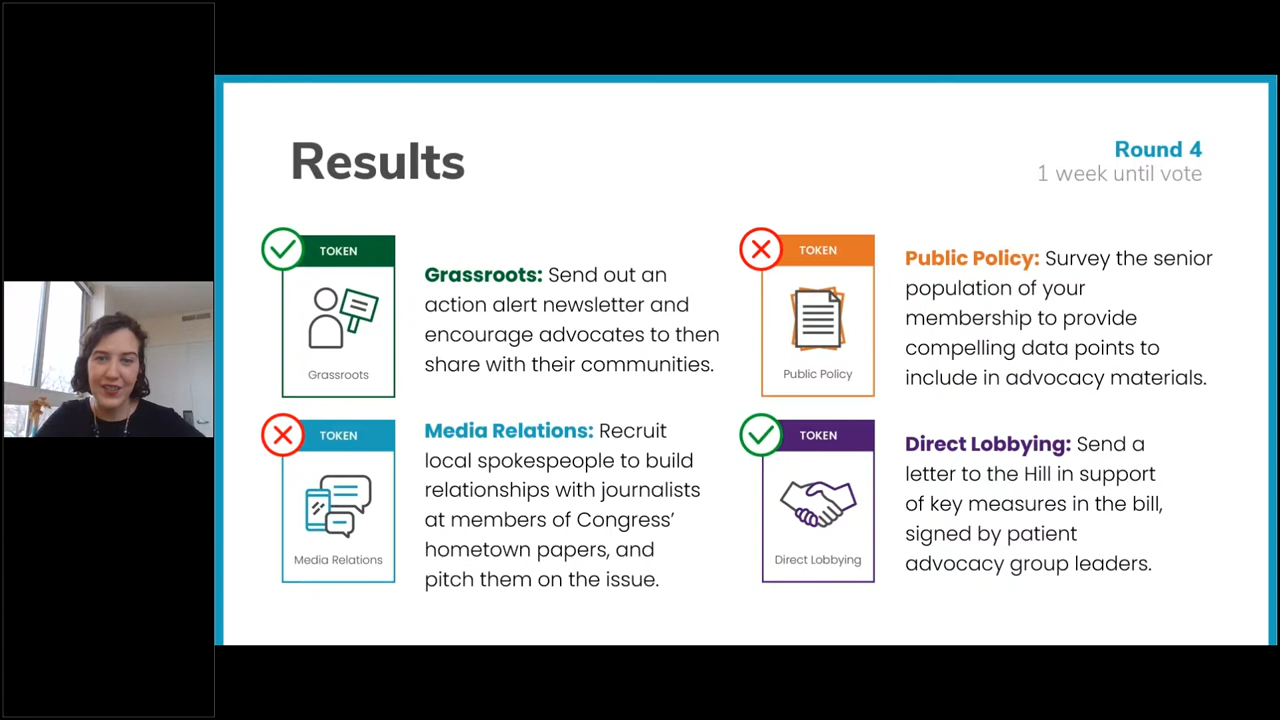 Results
Round 4
1 week until vote
TOKEN
Grassroots
Grassroots: Send out an
action alert newsletter and
encourage advocates to then
share with their communities.
TOKEN
Public Policy
Public Policy: Survey the senior
population of your
membership to provide
compelling data points to
include in advocacy materials.
TOKEN
Media Relations
Media Relations: Recruit
local spokespeople to build
relationships with journalists
at members of Congress’
hometown papers, and
pitch them on the issue.
TOKEN
Direct Lobbying
Direct Lobbying: Send a
letter to the Hill in support
of key measures in the bill,
signed by patient
advocacy group leaders.